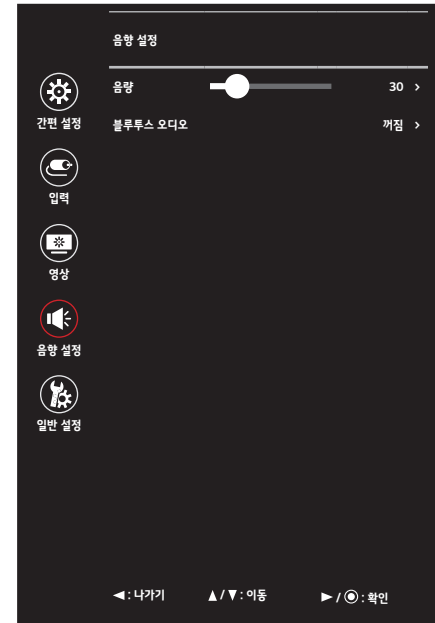 음향 설정
음량 30 >
블루투스 오디오 꺼짐 >
간편 설정
입력
영상
음향 설정
일반 설정
◄ : 나가기 ▲ / ▼ : 이동 ► / ◉ : 확인